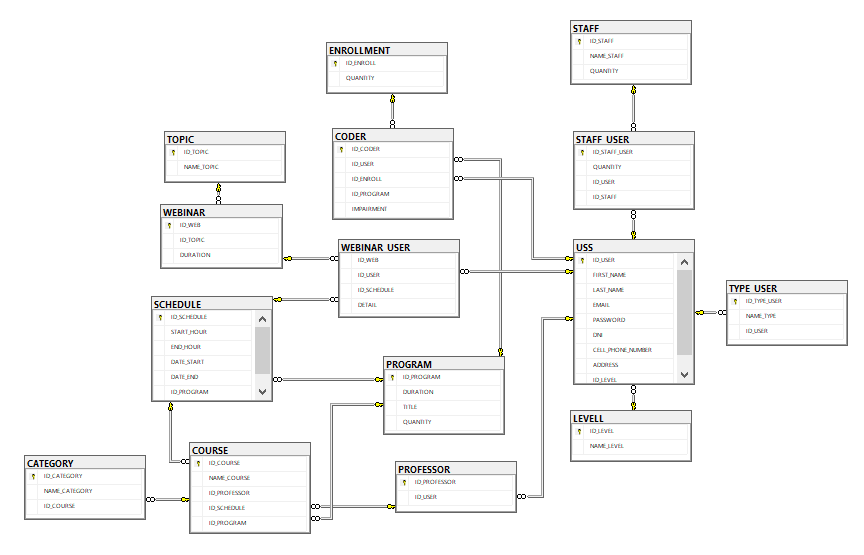 STAFF
ID_STAFF
NAME_STAFF
QUANTITY
ENROLLMENT
ID_ENROLL
QUANTITY
CODER
ID_CODER
ID_USER
ID_ENROLL
ID_PROGRAM
IMPAIRMENT
TOPIC
ID_TOPIC
NAME_TOPIC
STAFF_USER
ID_STAFF_USER
QUANTITY
ID_USER
ID_STAFF
WEBINAR
ID_WEB
ID_TOPIC
DURATION
WEBINAR_USER
ID_WEB
ID_USER
ID_SCHEDULE
DETAIL
USS
ID_USER
FIRST_NAME
LAST_NAME
EMAIL
PASSWORD
DNI
CELL_PHONE_NUMBER
ADDRESS
ID_LEVEL
TYPE_USER
ID_TYPE_USER
NAME_TYPE
ID_USER
SCHEDULE
ID_SCHEDULE
START_HOUR
END_HOUR
DATE_START
DATE_END
ID_PROGRAM
PROGRAM
ID_PROGRAM
DURATION
TITLE
QUANTITY
LEVELL
ID_LEVEL
NAME_LEVEL
COURSE
ID_COURSE
NAME_COURSE
ID_PROFESSOR
ID_SCHEDULE
ID_PROGRAM
CATEGORY
ID_CATEGORY
NAME_CATEGORY
ID_COURSE
PROFESSOR
ID_PROFESSOR
ID_USER